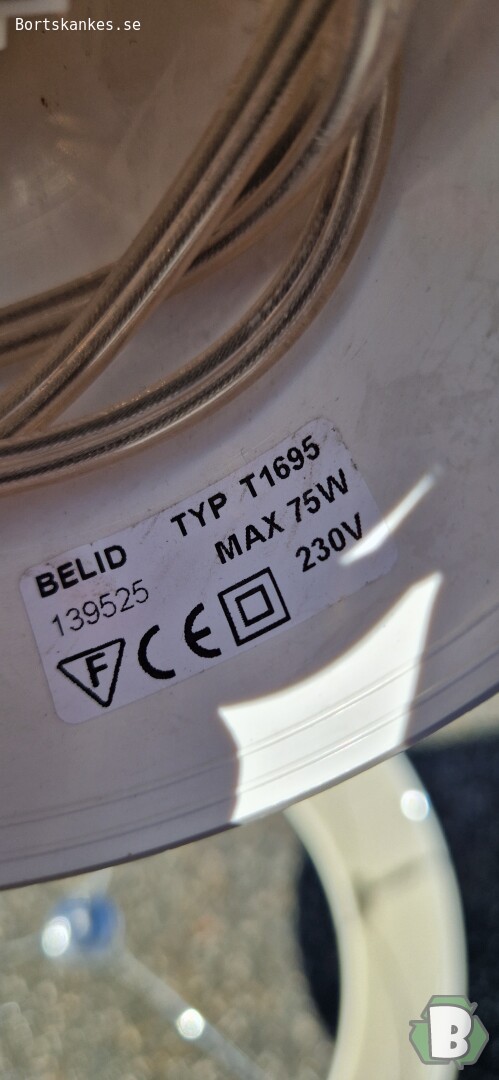 Bortskankes.se
BELID TYP T1695
139525 MAX 75W
F CE 230V
B